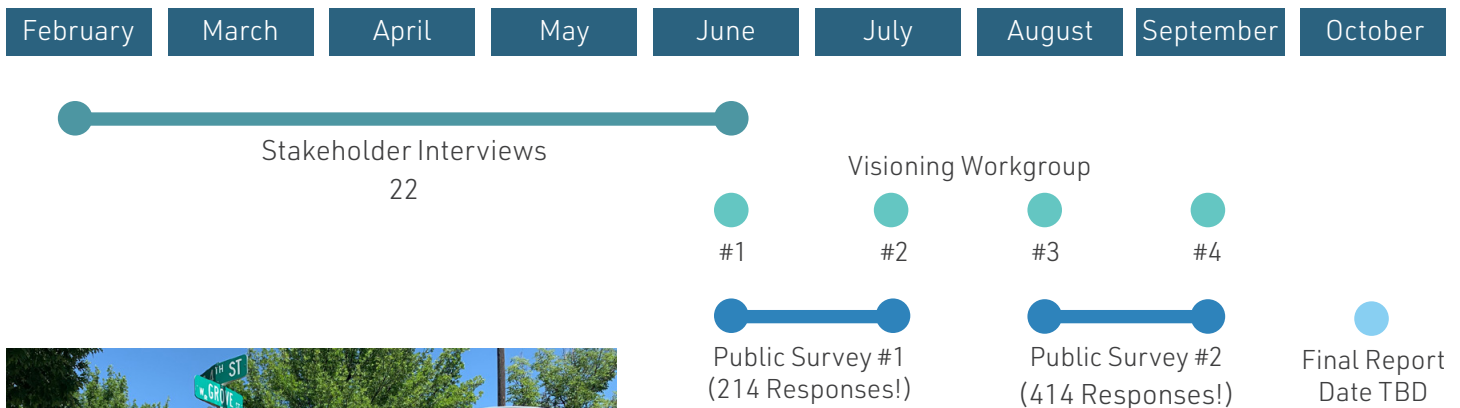 February March April May June July August September October
Stakeholder Interviews
22
Visioning Workgroup
#1 #2 #3 #4
Public Survey #1
(214 Responses!)
Public Survey #2
(414 Responses!)
Final Report
Date TBD
TH ST
W. GROVE